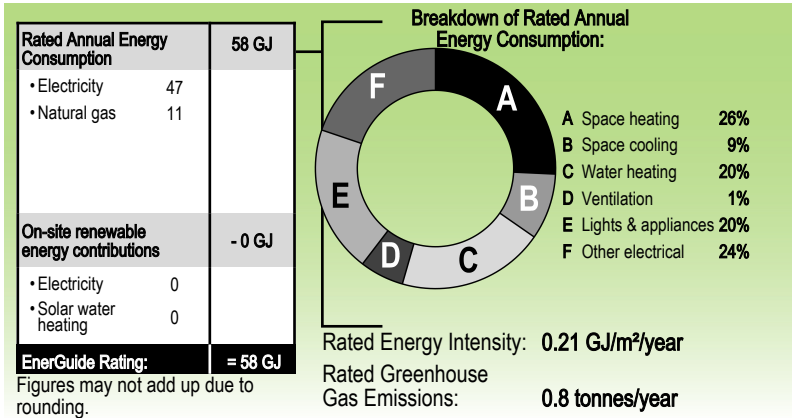 Rated Annual Energy
Consumption
58 GJ
• Electricity 47
• Natural gas 11
On-site renewable
energy contributions
- 0 GJ
• Electricity 0
• Solar water
heating
0
EnerGuide Rating: = 58 GJ
Figures may not add up due to
rounding.
Breakdown of Rated Annual
Energy Consumption:
A
B
C
D
E
F
A Space heating 26%
B Space cooling 9%
C Water heating 20%
D Ventilation 1%
E Lights & appliances 20%
F Other electrical 24%
Rated Energy Intensity: 0.21 GJ/m²/year
Rated Greenhouse
Gas Emissions: 0.8 tonnes/year